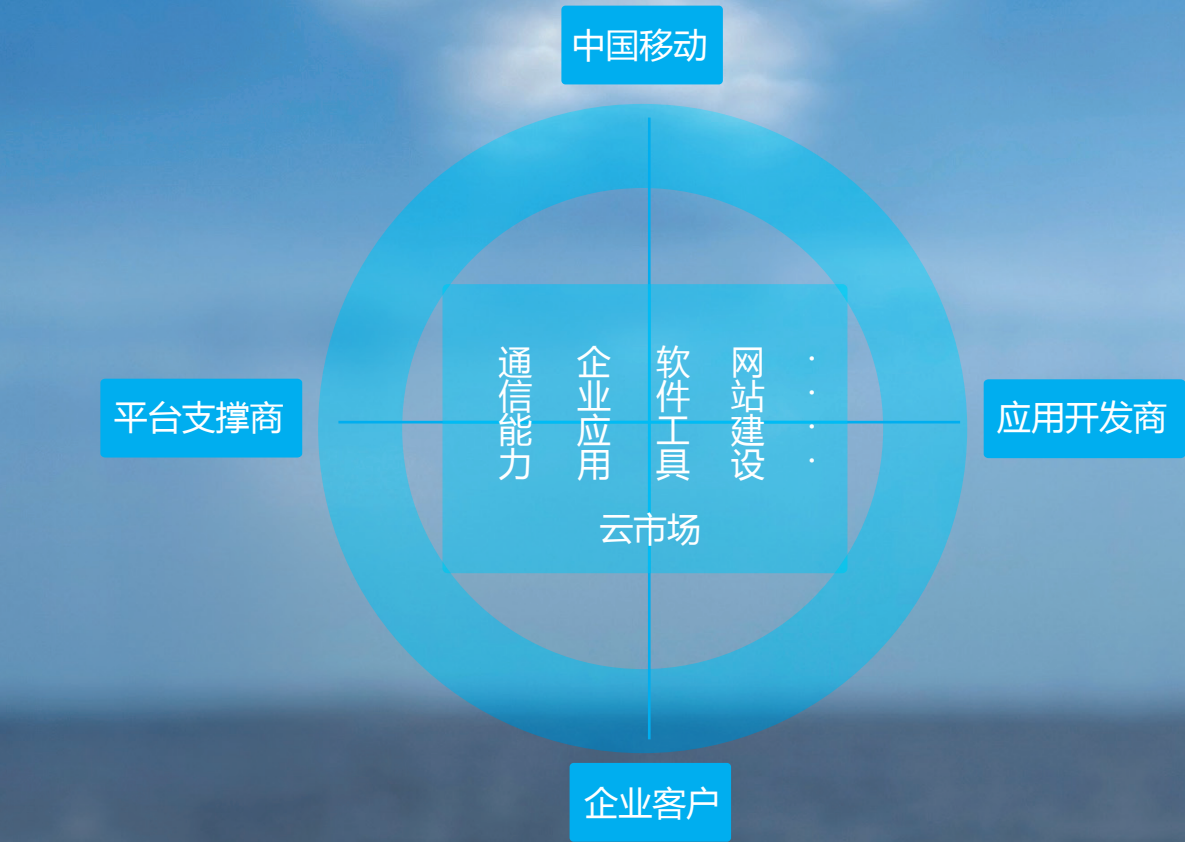 中国移动
平台支撑商
通信能力
企业应用
软件工具
网站建设
····
云市场
应用开发商
企业客户